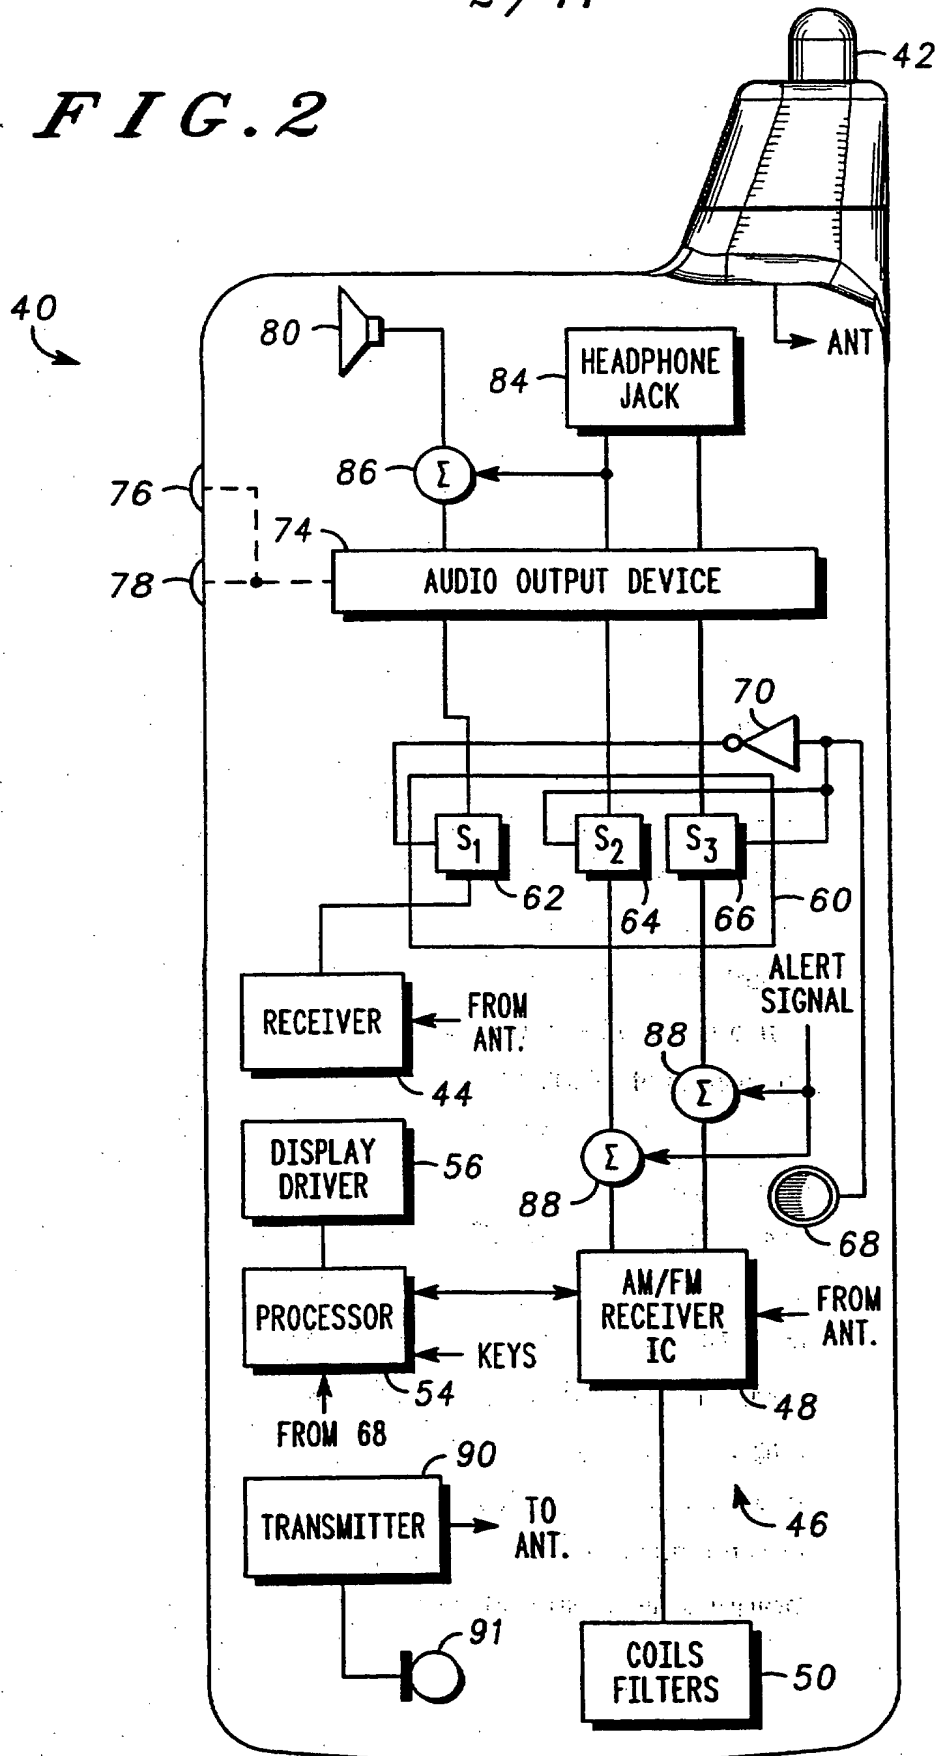 FIG.2
42
40
80
ANT
84
HEADPHONE
JACK
86
Σ
76
74
78
AUDIO OUTPUT DEVICE
70
S1
S2
S3
62
64
66
60
ALERT
SIGNAL
RECEIVER
FROM
ANT.
44
88
Σ
DISPLAY
DRIVER
56
Σ
88
68
PROCESSOR
AM/FM
RECEIVER
IC
FROM
ANT.
KEYS
54
48
FROM 68
90
TRANSMITTER
TO
ANT.
46
91
COILS
FILTERS
50